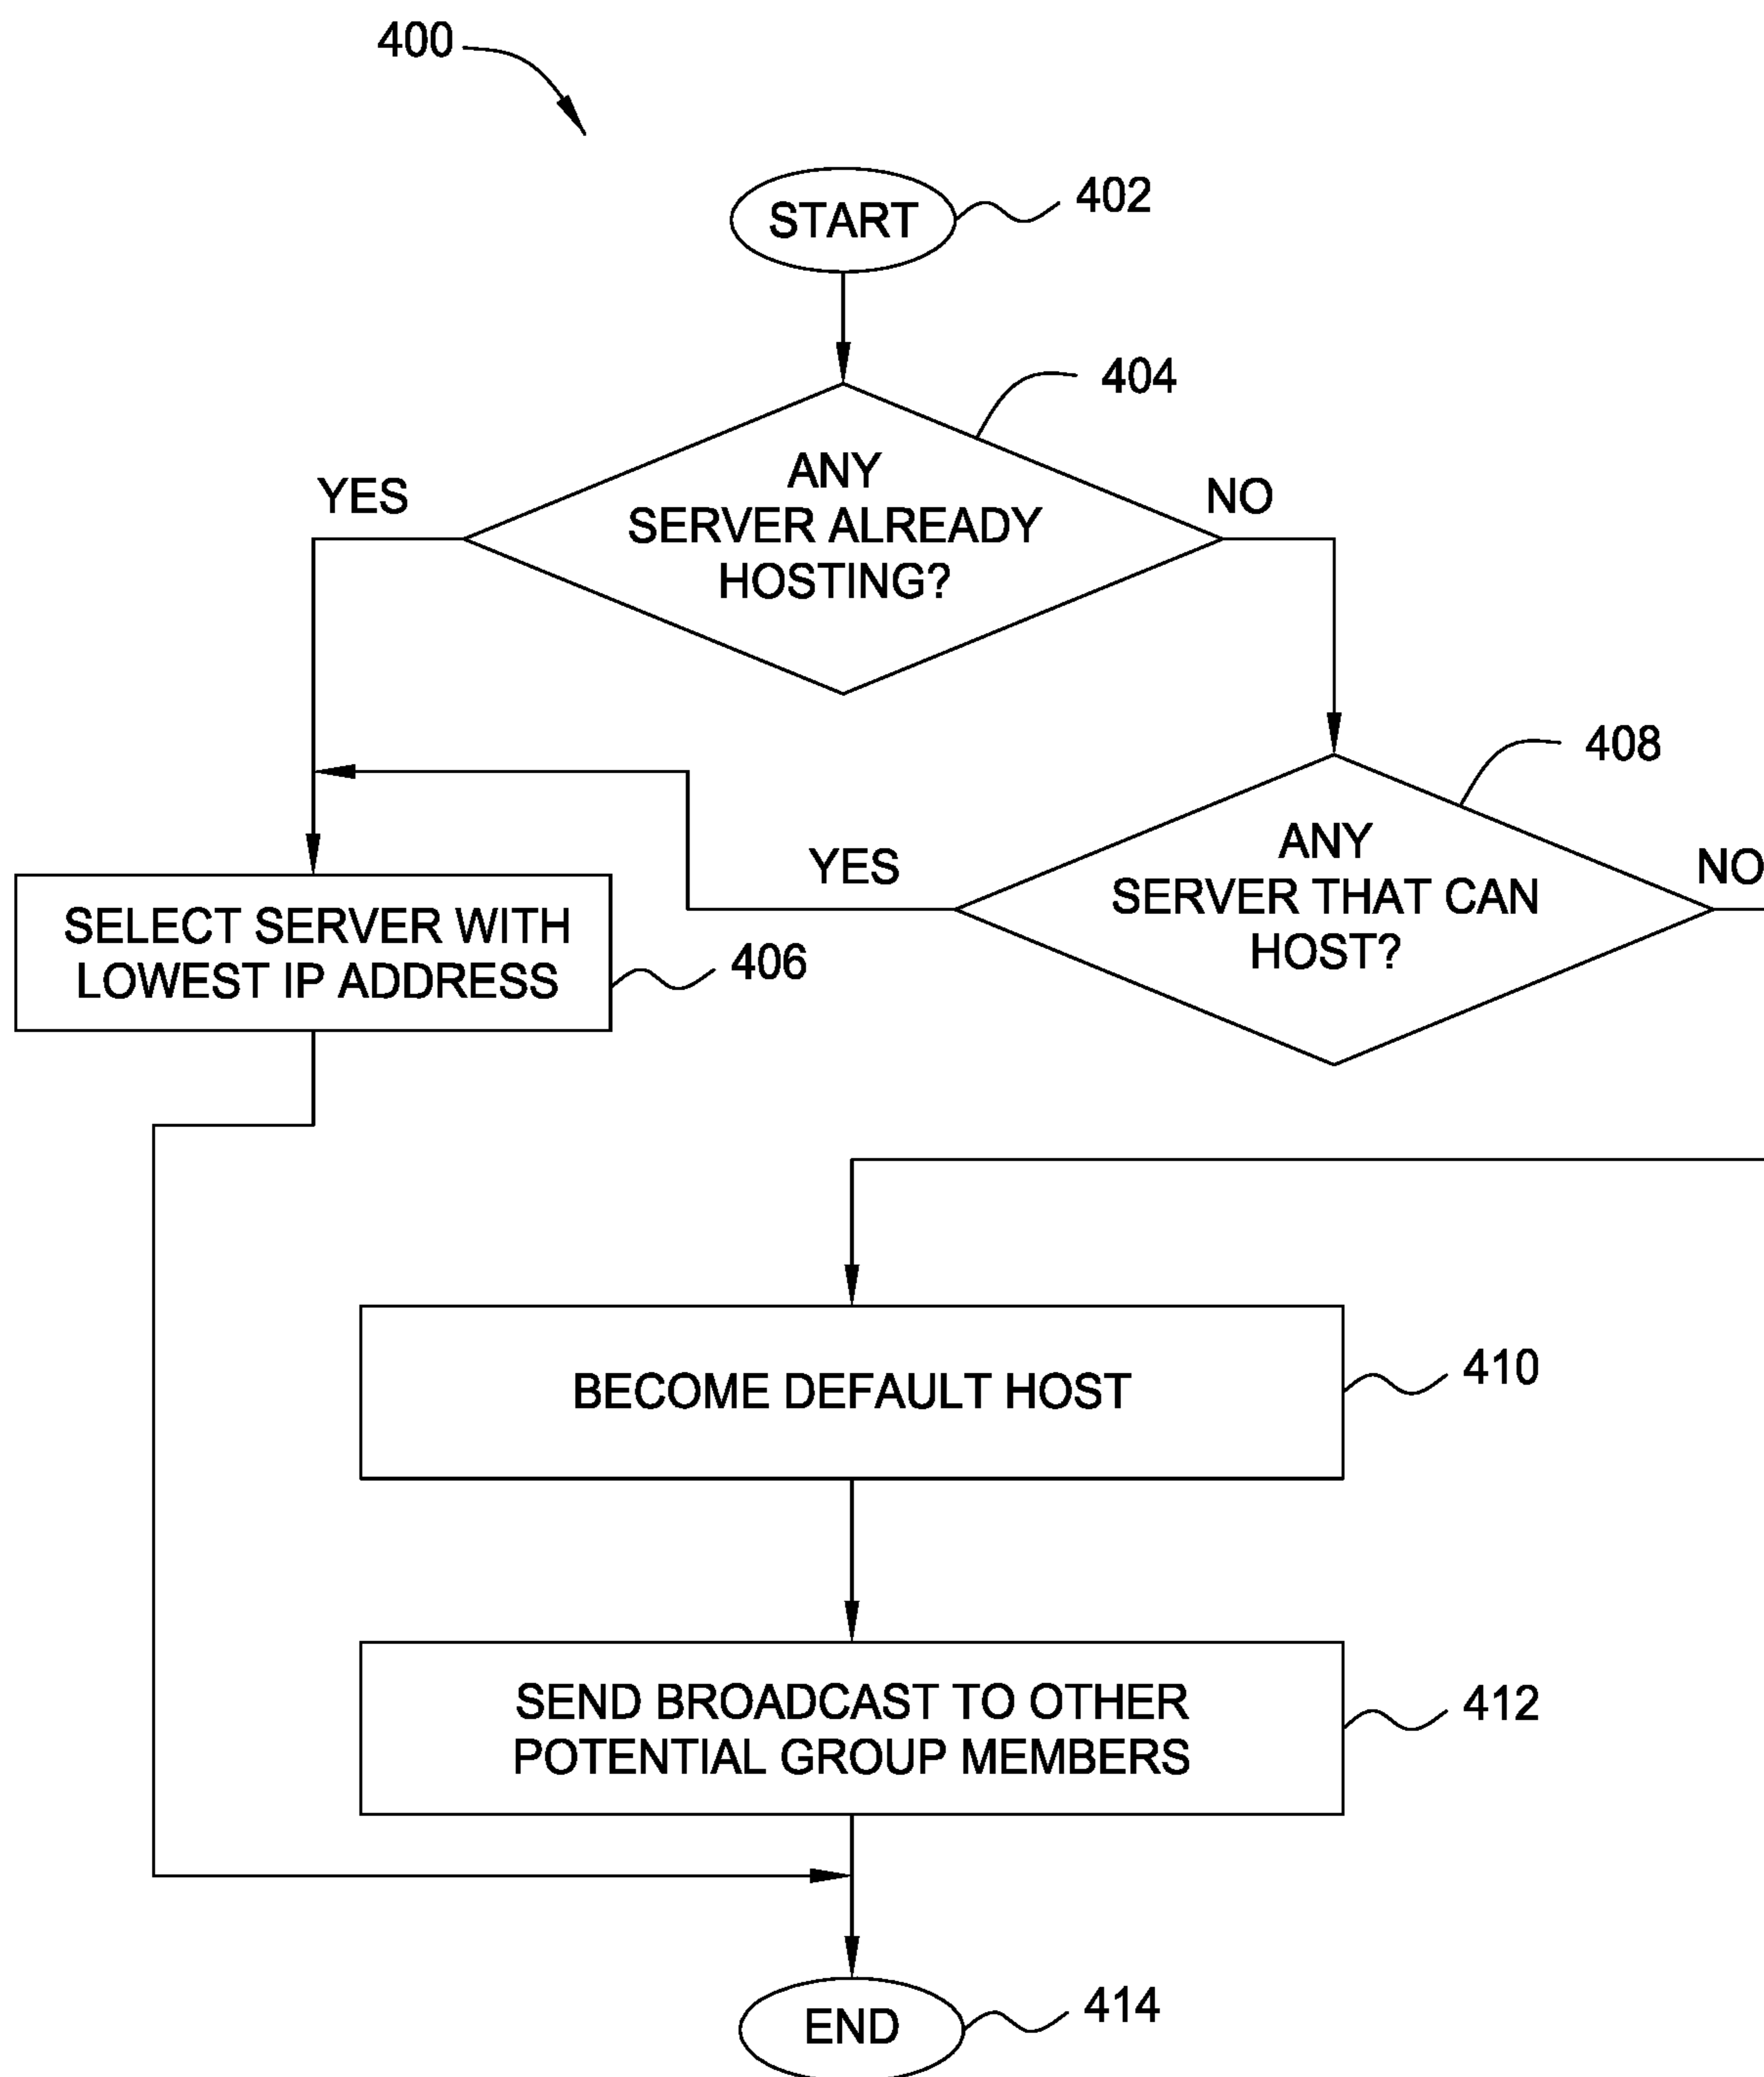 400
START
402
404
ANY
SERVER ALREADY
HOSTING?
YES
NO
408
ANY
SERVER THAT CAN
HOST?
YES
NO
SELECT SERVER WITH
LOWEST IP ADDRESS
406
BECOME DEFAULT HOST
410
SEND BROADCAST TO OTHER
POTENTIAL GROUP MEMBERS
412
END
414